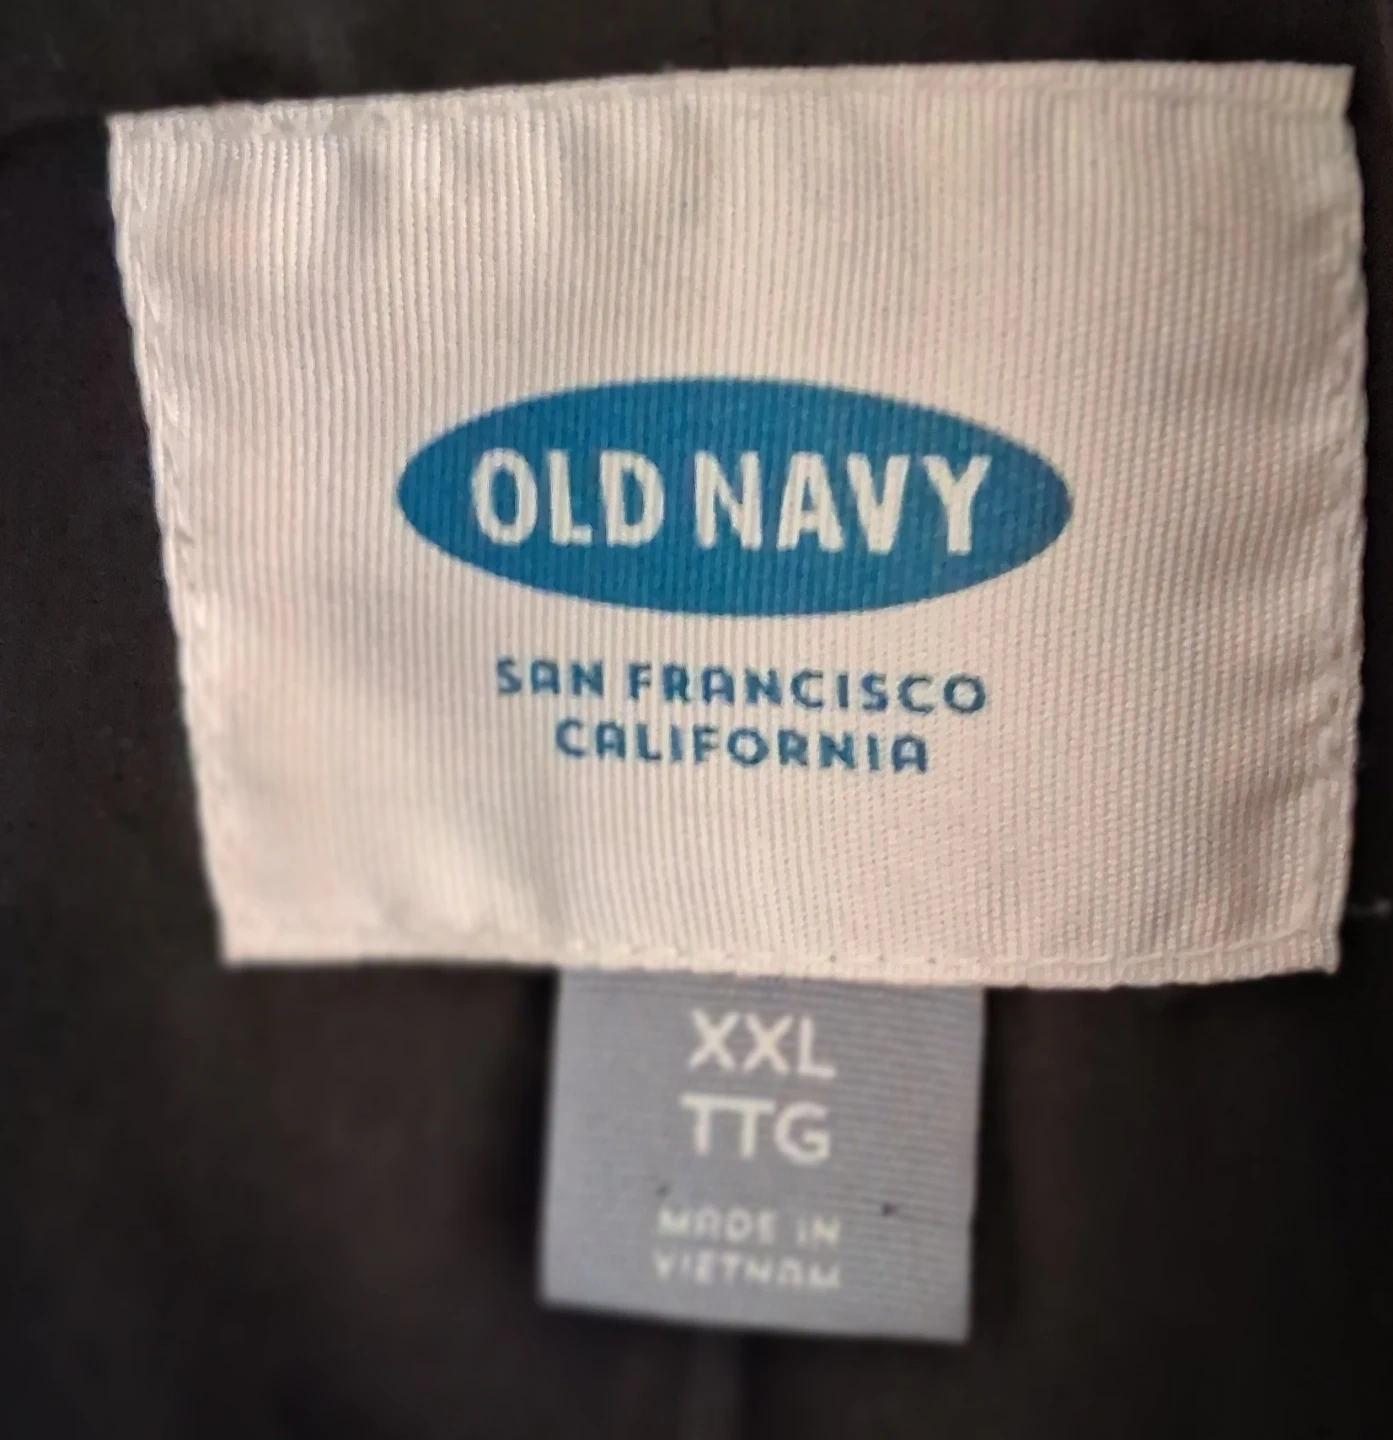 OLD NAVY
SAN FRANCISCO
CALIFORNIA
XXL
TTG
MADE IN
VIETNAM